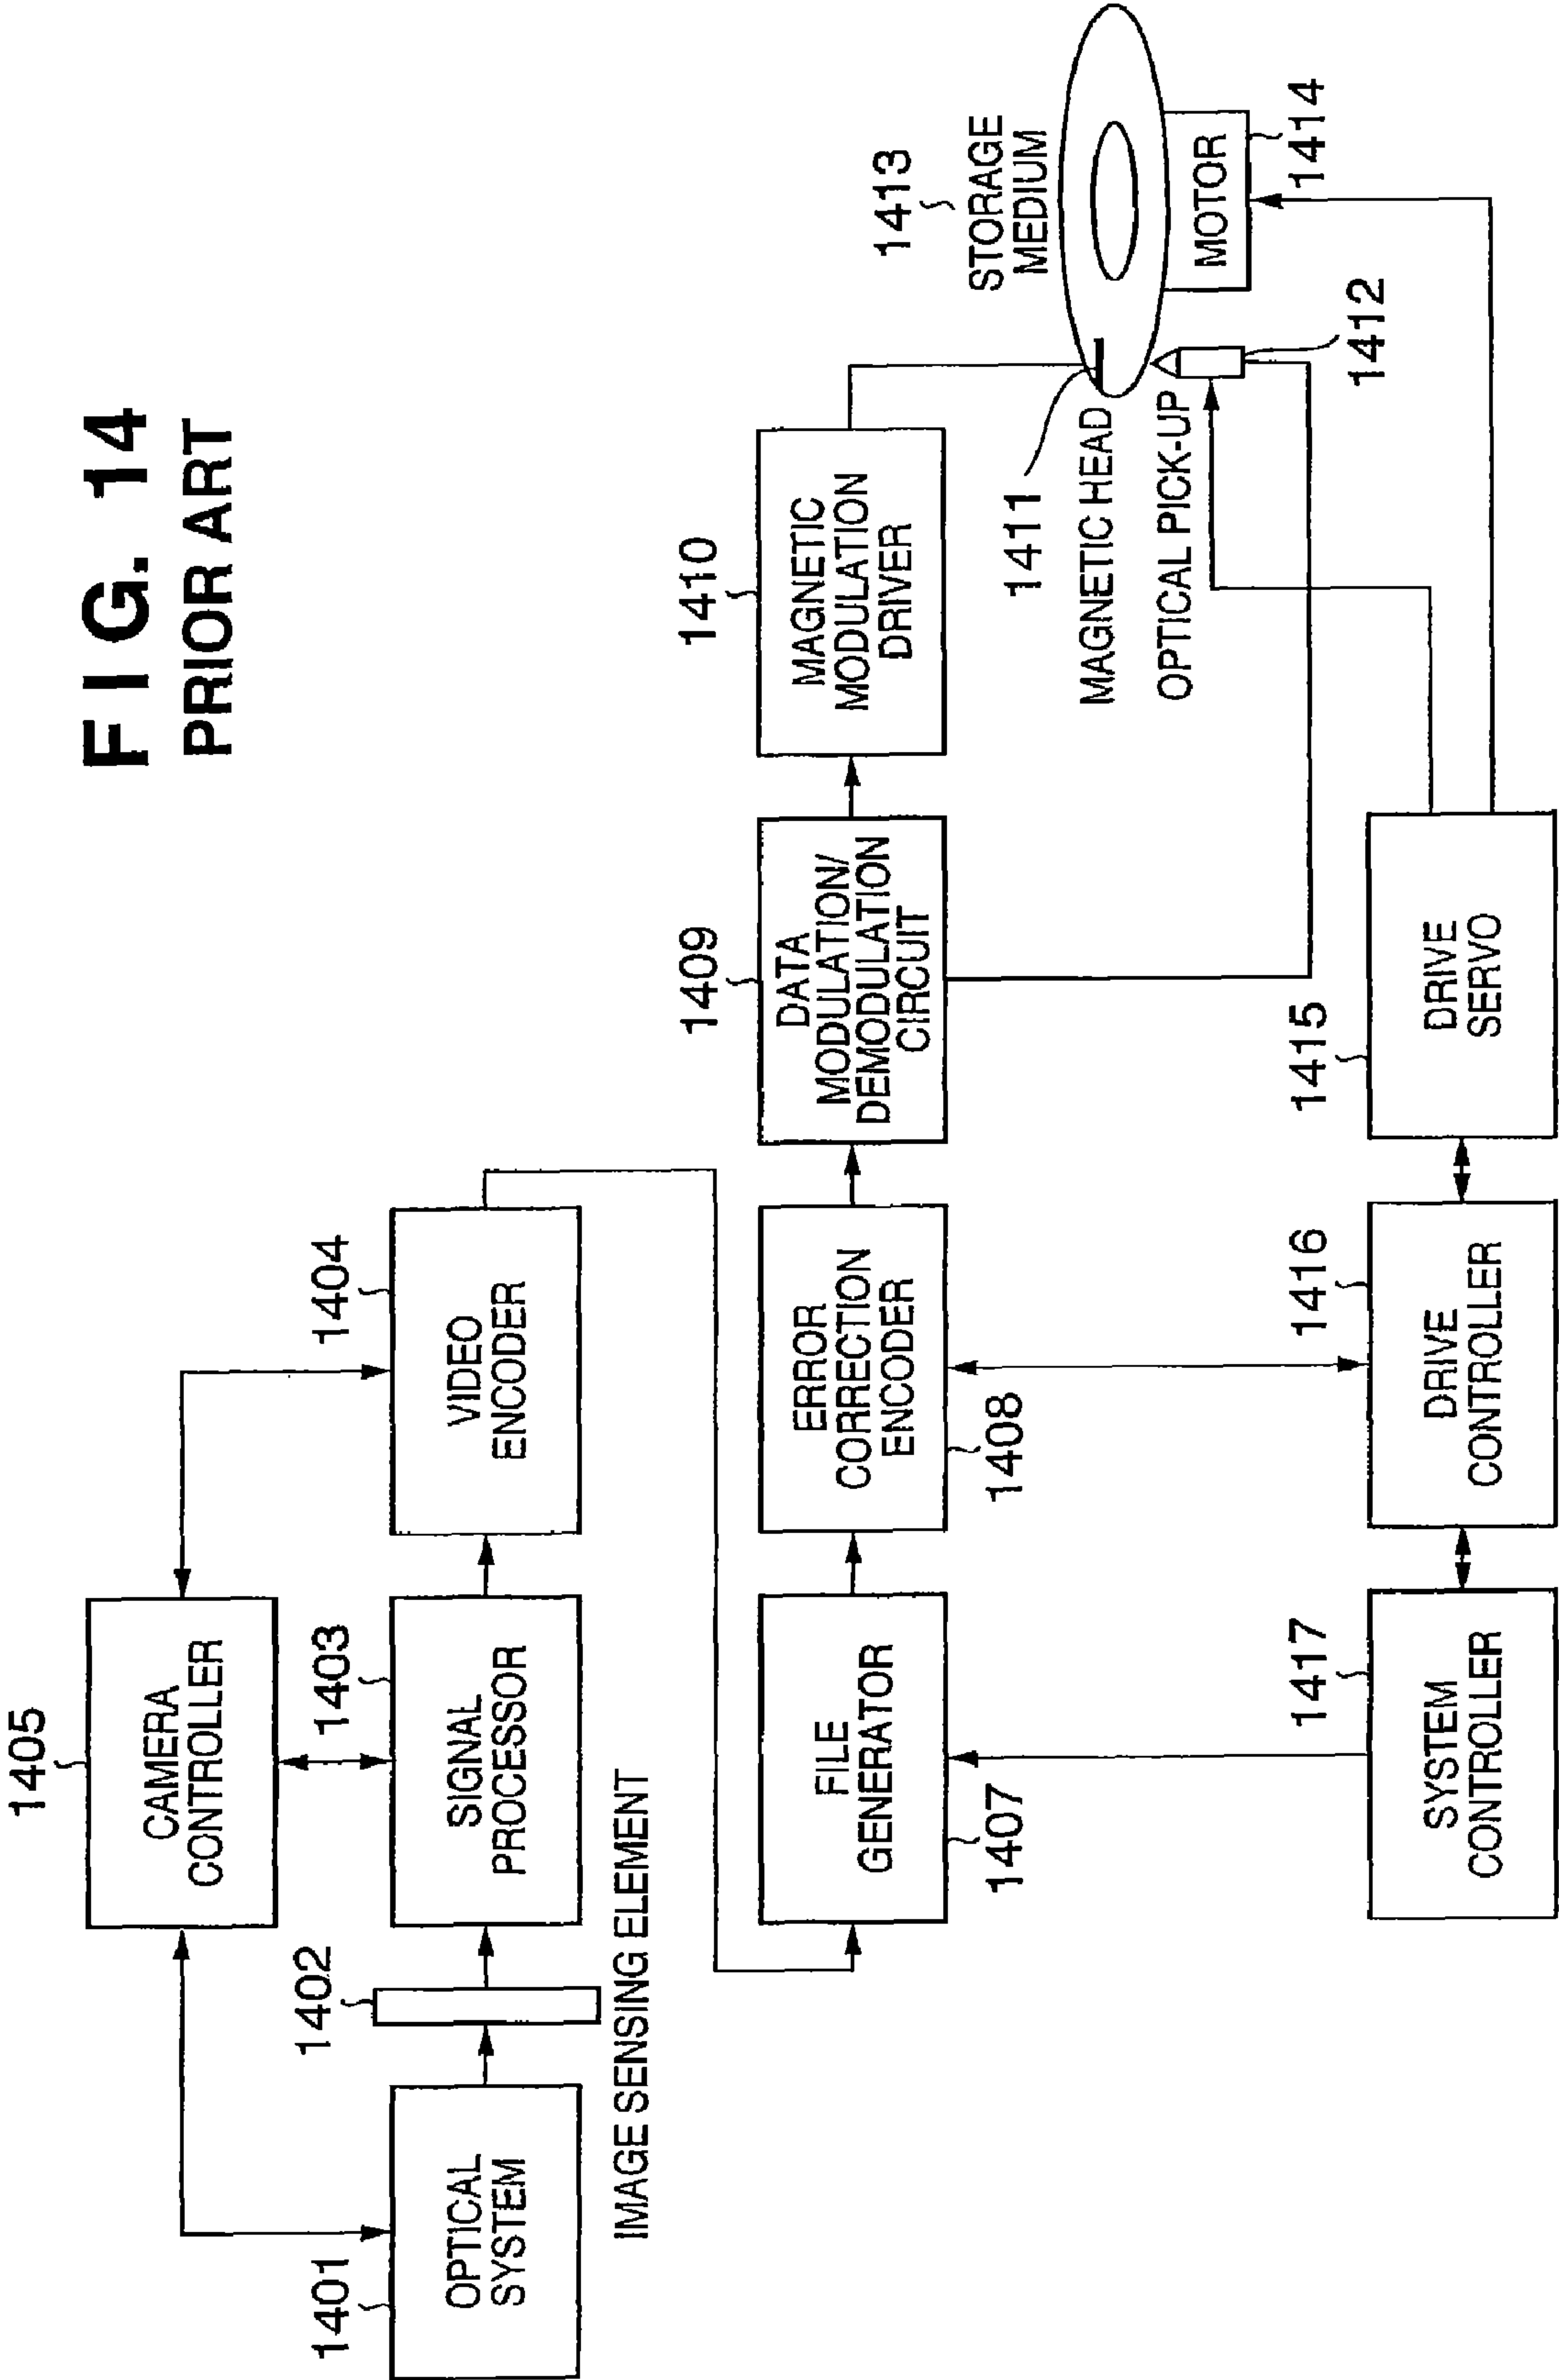 FIG. 14
PRIOR ART
1405
CAMERA
CONTROLLER
1401
OPTICAL
SYSTEM
1402
IMAGE SENSING ELEMENT
1403
SIGNAL
PROCESSOR
1404
VIDEO
ENCODER
FILE
GENERATOR
1407
ERROR
CORRECTION
ENCODER
1408
1409
DATA
MODULATION/
DEMODULATION
CIRCUIT
1410
MAGNETIC
MODULATION
DRIVER
1411
MAGNETIC HEAD
OPTICAL PICK-UP
1412
1413
STORAGE
MEDIUM
MOTOR
1414
1417
SYSTEM
CONTROLLER
1416
DRIVE
CONTROLLER
1415
DRIVE
SERVO